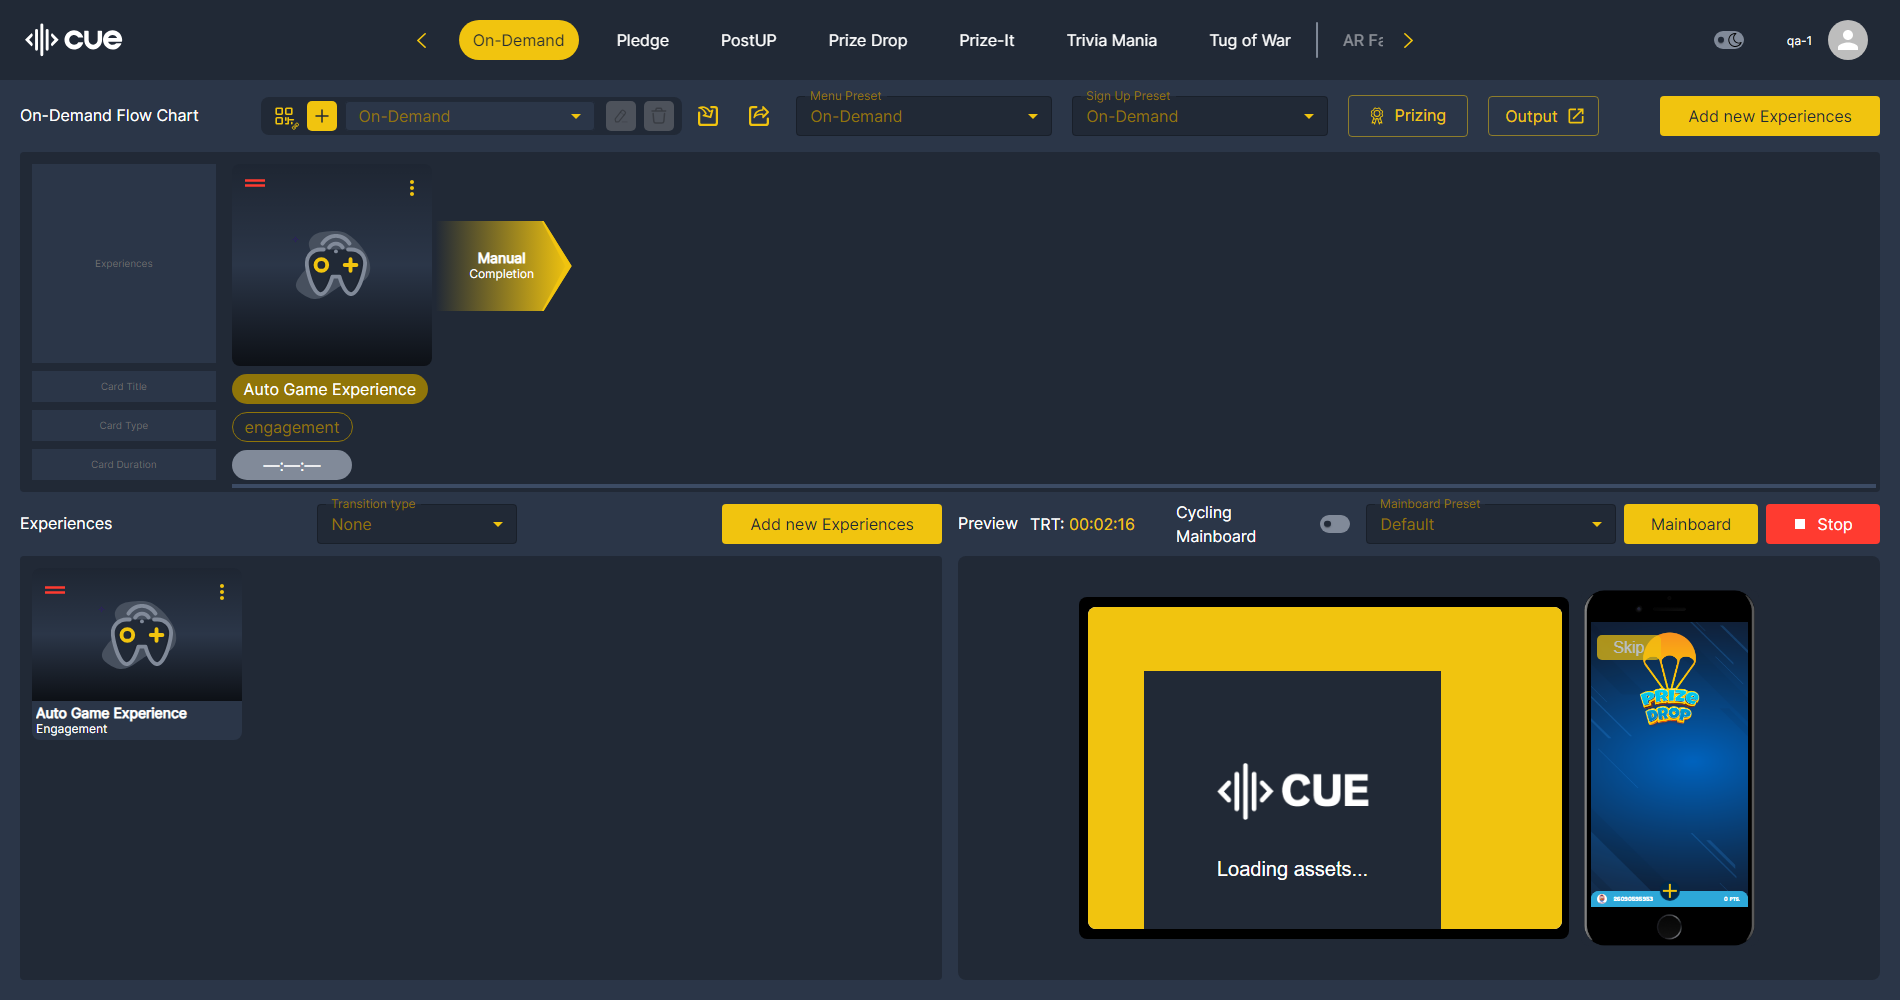 CUE
On-Demand
Pledge
PostUP
Prize Drop
Prize-It
Trivia Mania
Tug of War
AR Fa
qa-1
On-Demand Flow Chart
On-Demand
Menu Preset
On-Demand
Sign Up Preset
On-Demand
Prizing
Output
Add new Experiences
Experiences
Manual
Completion
Card Title
Auto Game Experience
Card Type
engagement
Card Duration
—:—:—
Experiences
Transition type
None
Add new Experiences
Preview
TRT: 00:02:16
Cycling
Mainboard
Mainboard Preset
Default
Mainboard
Stop
Auto Game Experience
Engagement
CUE
Loading assets...
Skip
PRIZE
DROP
0 PTS.